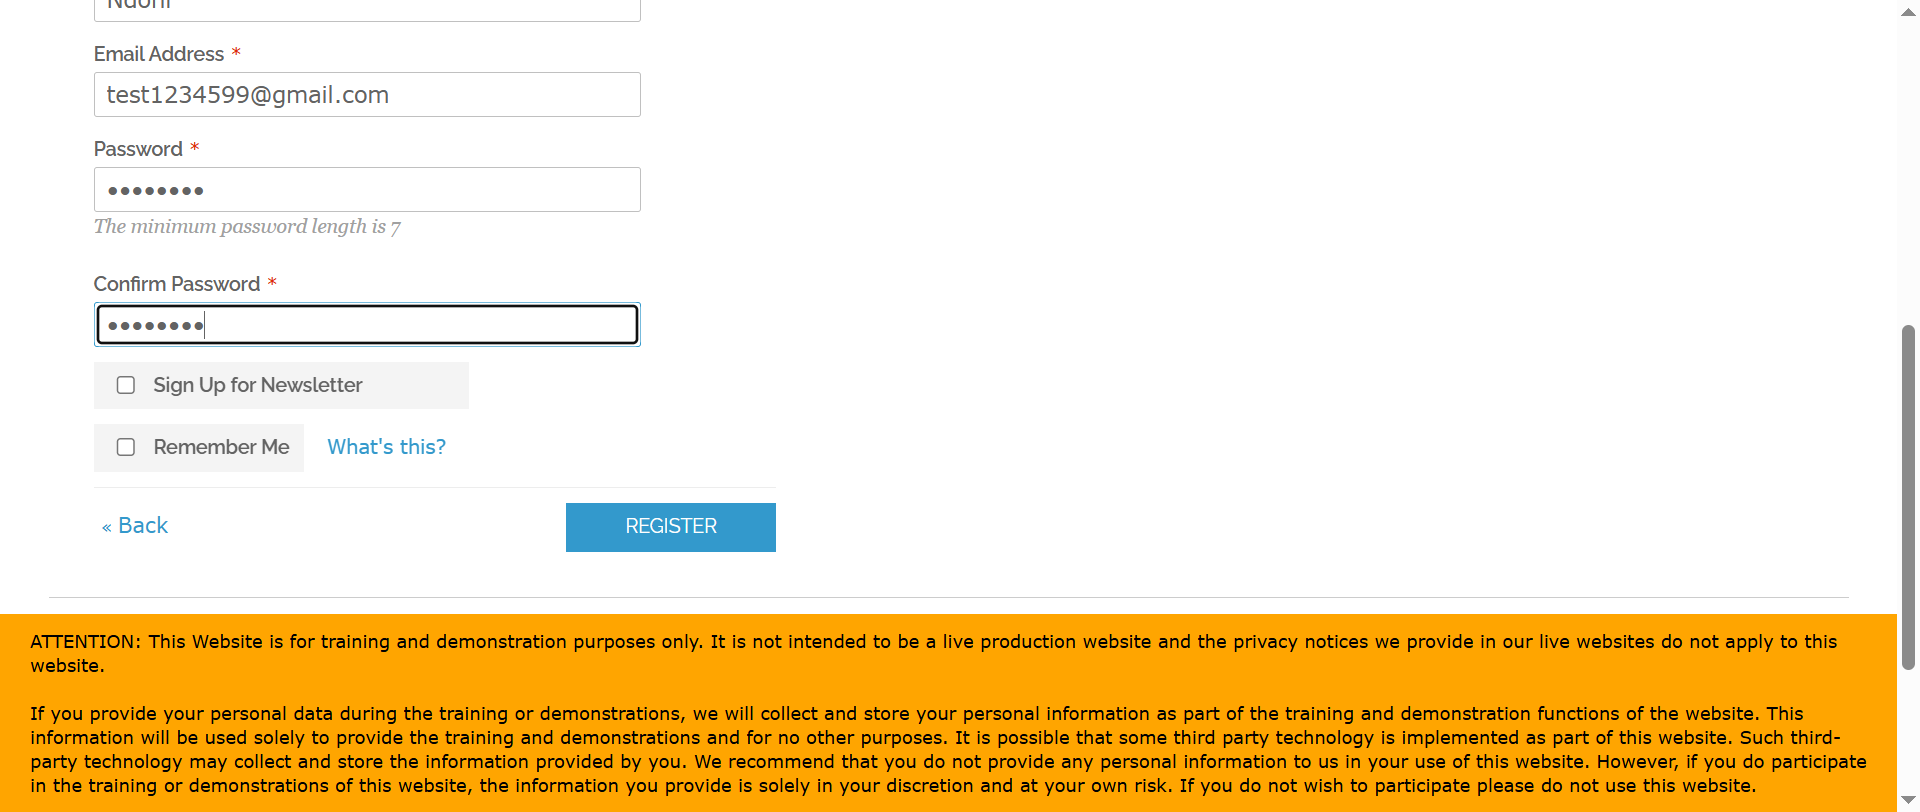 Ndoni
Email Address *
test1234599@gmail.com
Password *
••••••••
The minimum password length is 7
Confirm Password *
••••••••
Sign Up for Newsletter
Remember Me What's this?
« Back REGISTER
ATTENTION: This Website is for training and demonstration purposes only. It is not intended to be a live production website and the privacy notices we provide in our live websites do not apply to this
website.
If you provide your personal data during the training or demonstrations, we will collect and store your personal information as part of the training and demonstration functions of the website. This
information will be used solely to provide the training and demonstrations and for no other purposes. It is possible that some third party technology is implemented as part of this website. Such third-
party technology may collect and store the information provided by you. We recommend that you do not provide any personal information to us in your use of this website. However, if you do participate
in the training or demonstrations of this website, the information you provide is solely in your discretion and at your own risk. If you do not wish to participate please do not use this website.